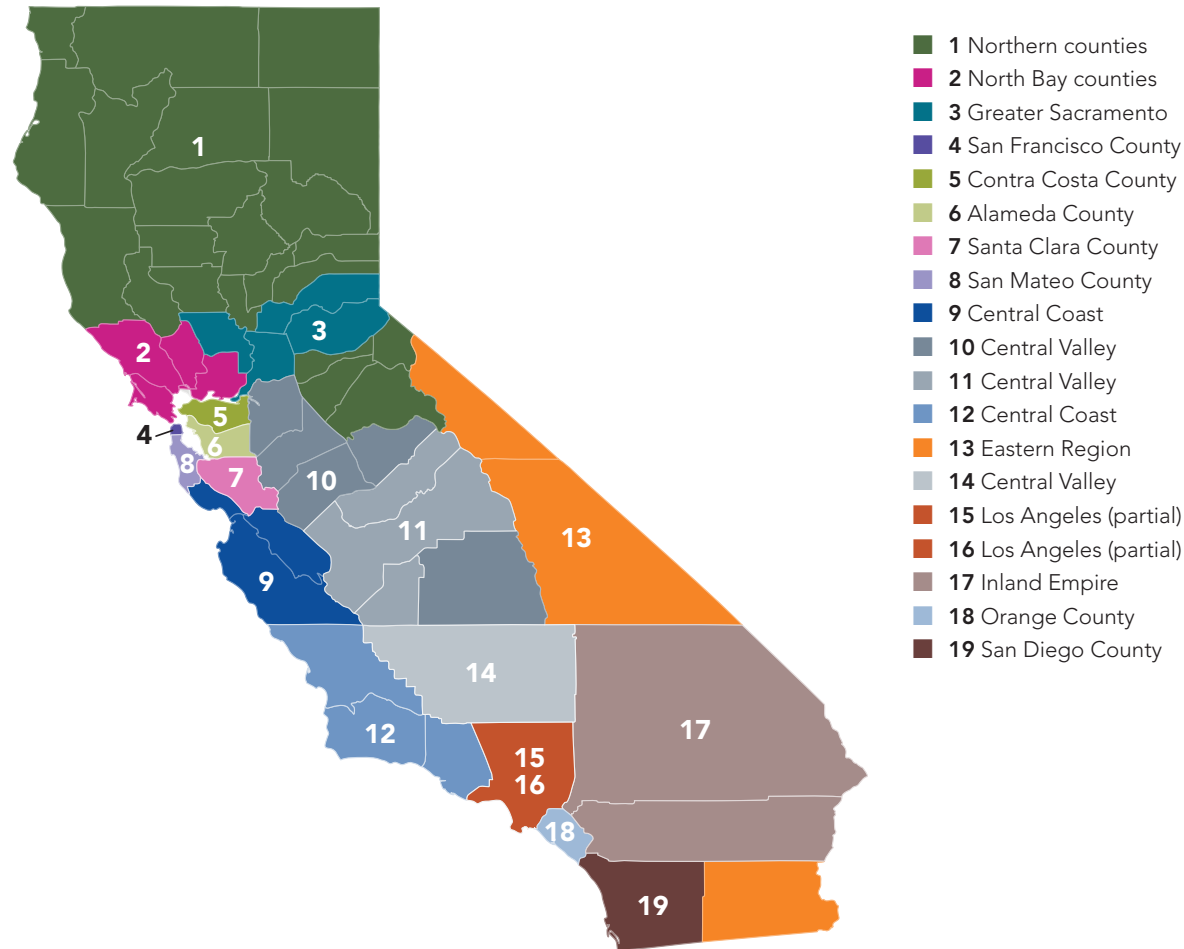 1 Northern counties
2 North Bay counties
3 Greater Sacramento
4 San Francisco County
5 Contra Costa County
6 Alameda County
7 Santa Clara County
8 San Mateo County
9 Central Coast
10 Central Valley
11 Central Valley
12 Central Coast
13 Eastern Region
14 Central Valley
15 Los Angeles (partial)
16 Los Angeles (partial)
17 Inland Empire
18 Orange County
19 San Diego County
1
3
2
5
4
6
8
7
10
11
13
9
14
12
17
15
16
18
19